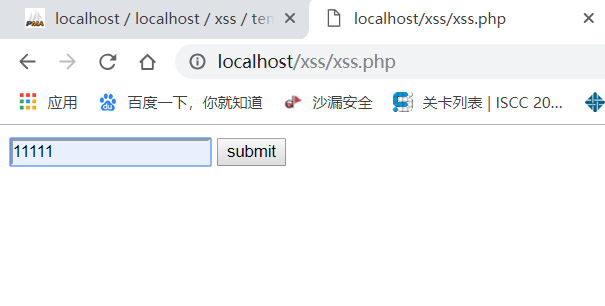 PMA localhost / localhost / xss / ten
localhost/xss/xss.php
localhost/xss/xss.php
应用 百度一下，你就知道 沙漏安全 关卡列表 | ISCC 20...
11111 submit